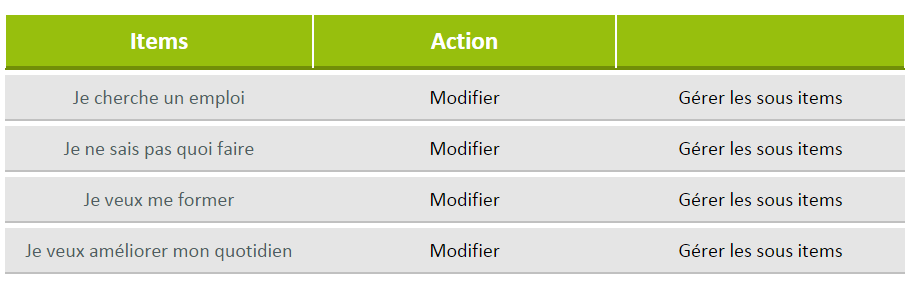 Items Action
Je cherche un emploi Modifier Gérer les sous items
Je ne sais pas quoi faire Modifier Gérer les sous items
Je veux me former Modifier Gérer les sous items
Je veux améliorer mon quotidien Modifier Gérer les sous items